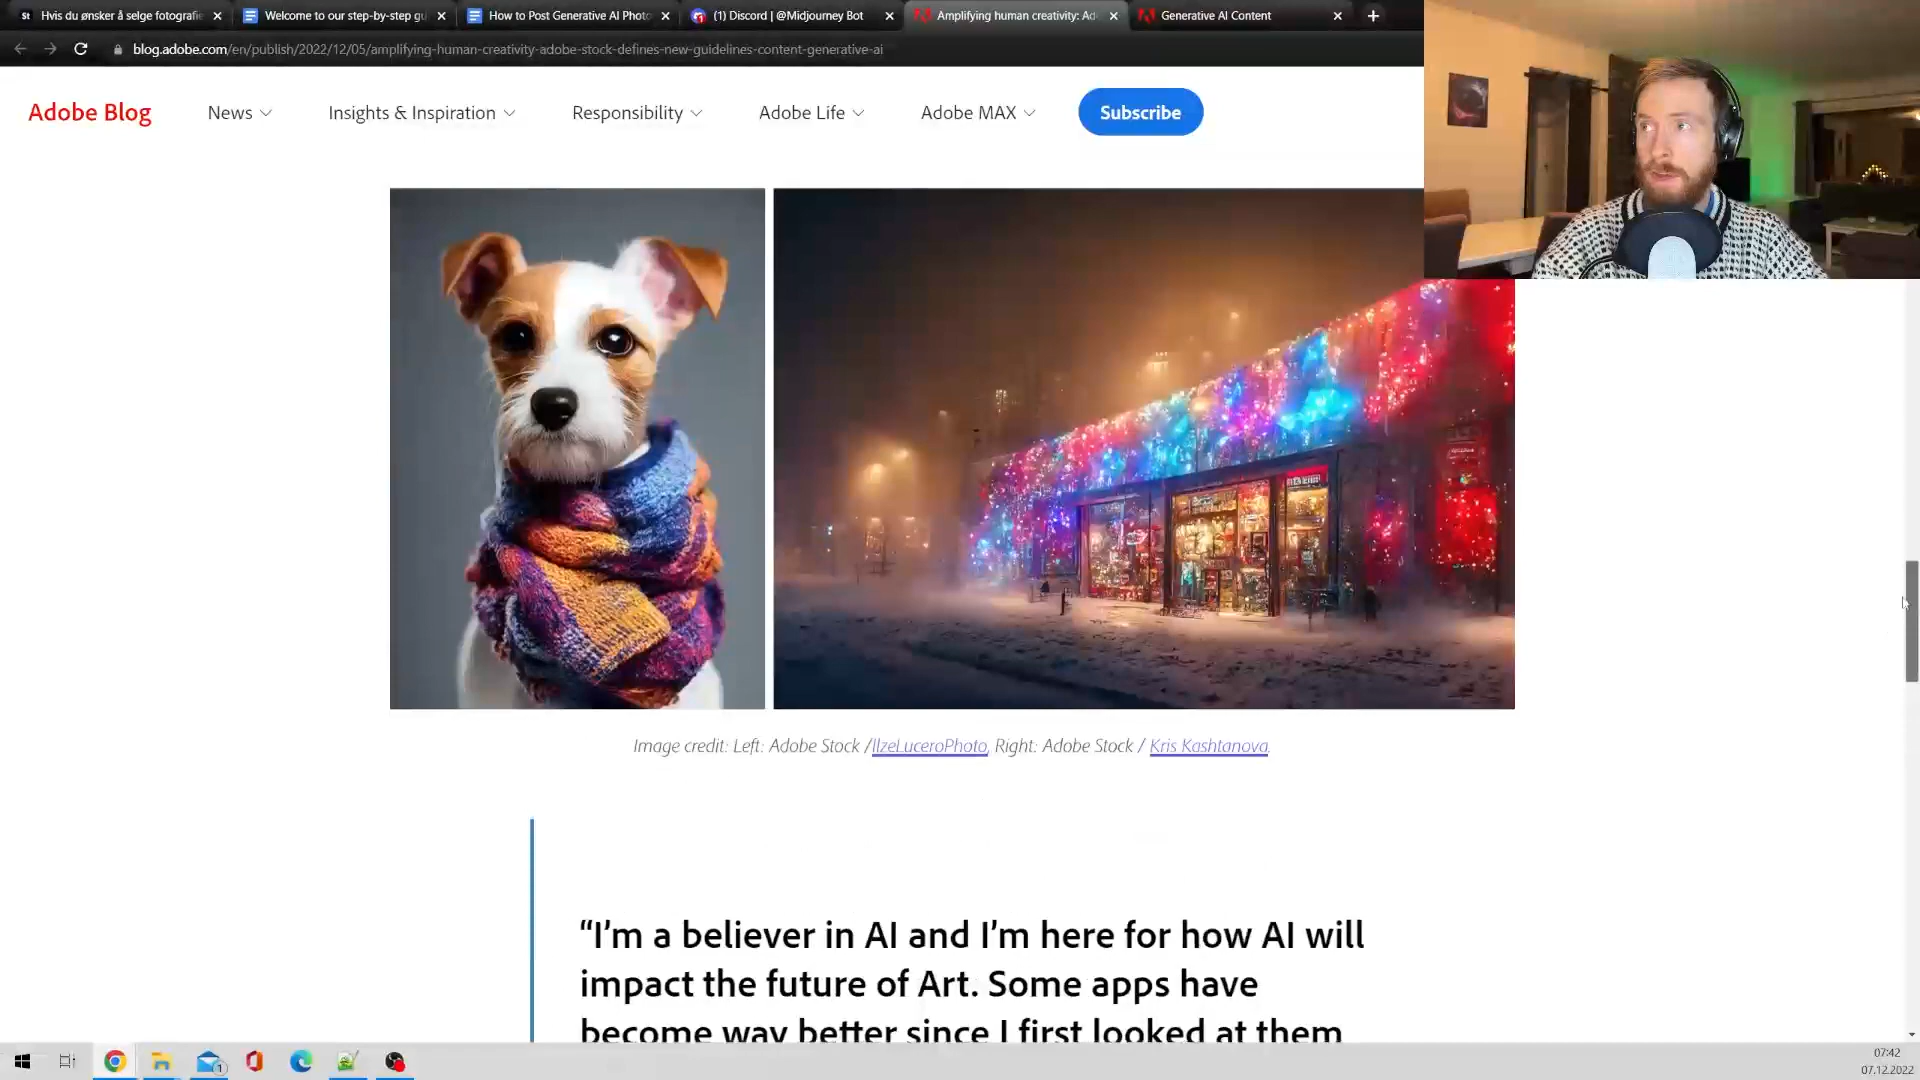 Hvis du ønsker å selge fotografie
Welcome to our step-by-step gu
How to Post Generative AI Photo
(1) Discord | @Midjourney Bot
Amplifying human creativity: Ad
Generative AI Content
blog.adobe.com/en/publish/2022/12/05/amplifying-human-creativity-adobe-stock-defines-new-guidelines-content-generative-ai
Adobe Blog
News
Insights & Inspiration
Responsibility
Adobe Life
Adobe MAX
Subscribe
Image credit: Left: Adobe Stock /IlzeLuceroPhoto, Right: Adobe Stock / Kris Kashtanova.
“I’m a believer in AI and I’m here for how AI will
impact the future of Art. Some apps have
become way better since I first looked at them
07:42
07.12.2022